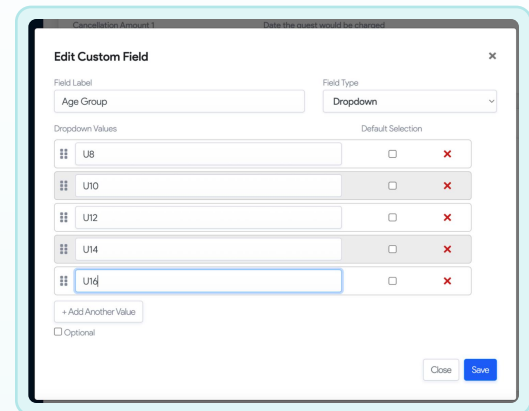 Cancellation Amount 1 Date the guest would be charged
Edit Custom Field ×
Field Label Field Type
Age Group Dropdown
Dropdown Values Default Selection
U8
U10
U12
U14
U16
+ Add Another Value
Optional
Close Save